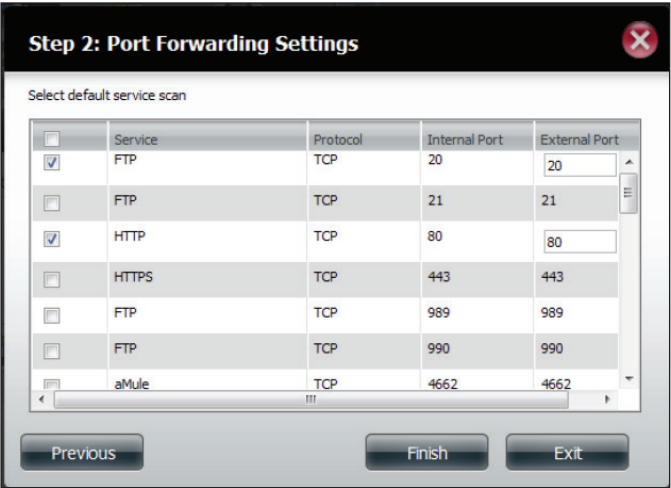 Step 2: Port Forwarding Settings
Select default service scan
Service Protocol Internal Port External Port
FTP TCP 20 20
FTP TCP 21 21
HTTP TCP 80 80
HTTPS TCP 443 443
FTP TCP 989 989
FTP TCP 990 990
aMule TCP 4662 4662
Previous Finish Exit